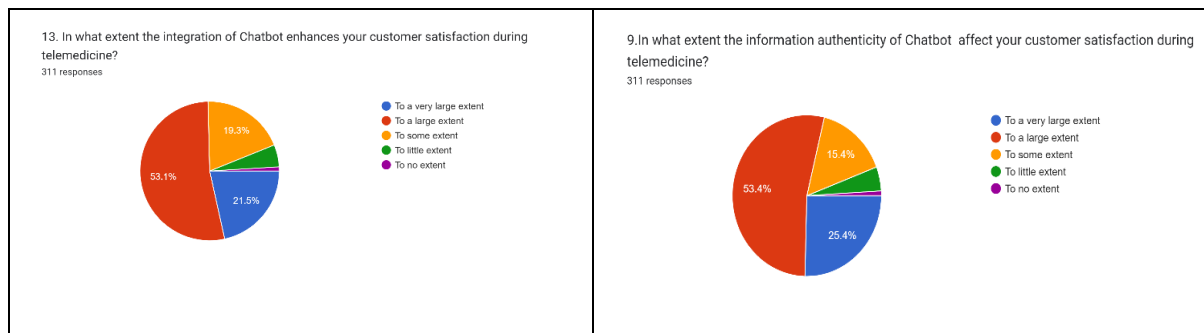 13. In what extent the integration of Chatbot enhances your customer satisfaction during
telemedicine?
311 responses
To a very large extent
To a large extent
To some extent
To little extent
To no extent
19.3%
53.1%
21.5%
9.In what extent the information authenticity of Chatbot affect your customer satisfaction during
telemedicine?
311 responses
To a very large extent
To a large extent
To some extent
To little extent
To no extent
15.4%
53.4%
25.4%